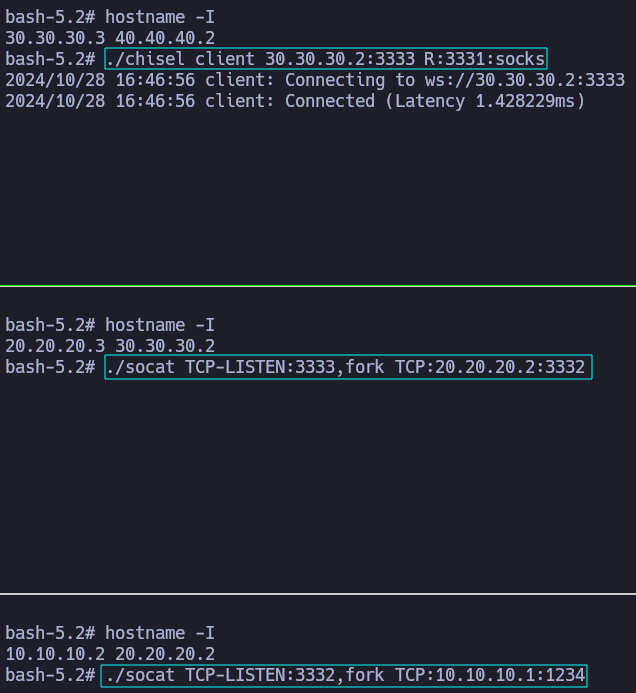 bash-5.2# hostname -I
30.30.30.3 40.40.40.2
bash-5.2# ./chisel client 30.30.30.2:3333 R:3331:socks
2024/10/28 16:46:56 client: Connecting to ws://30.30.30.2:3333
2024/10/28 16:46:56 client: Connected (Latency 1.428229ms)
bash-5.2# hostname -I
20.20.20.3 30.30.30.2
bash-5.2# ./socat TCP-LISTEN:3333,fork TCP:20.20.20.2:3332
bash-5.2# hostname -I
10.10.10.2 20.20.20.2
bash-5.2# ./socat TCP-LISTEN:3332,fork TCP:10.10.10.1:1234